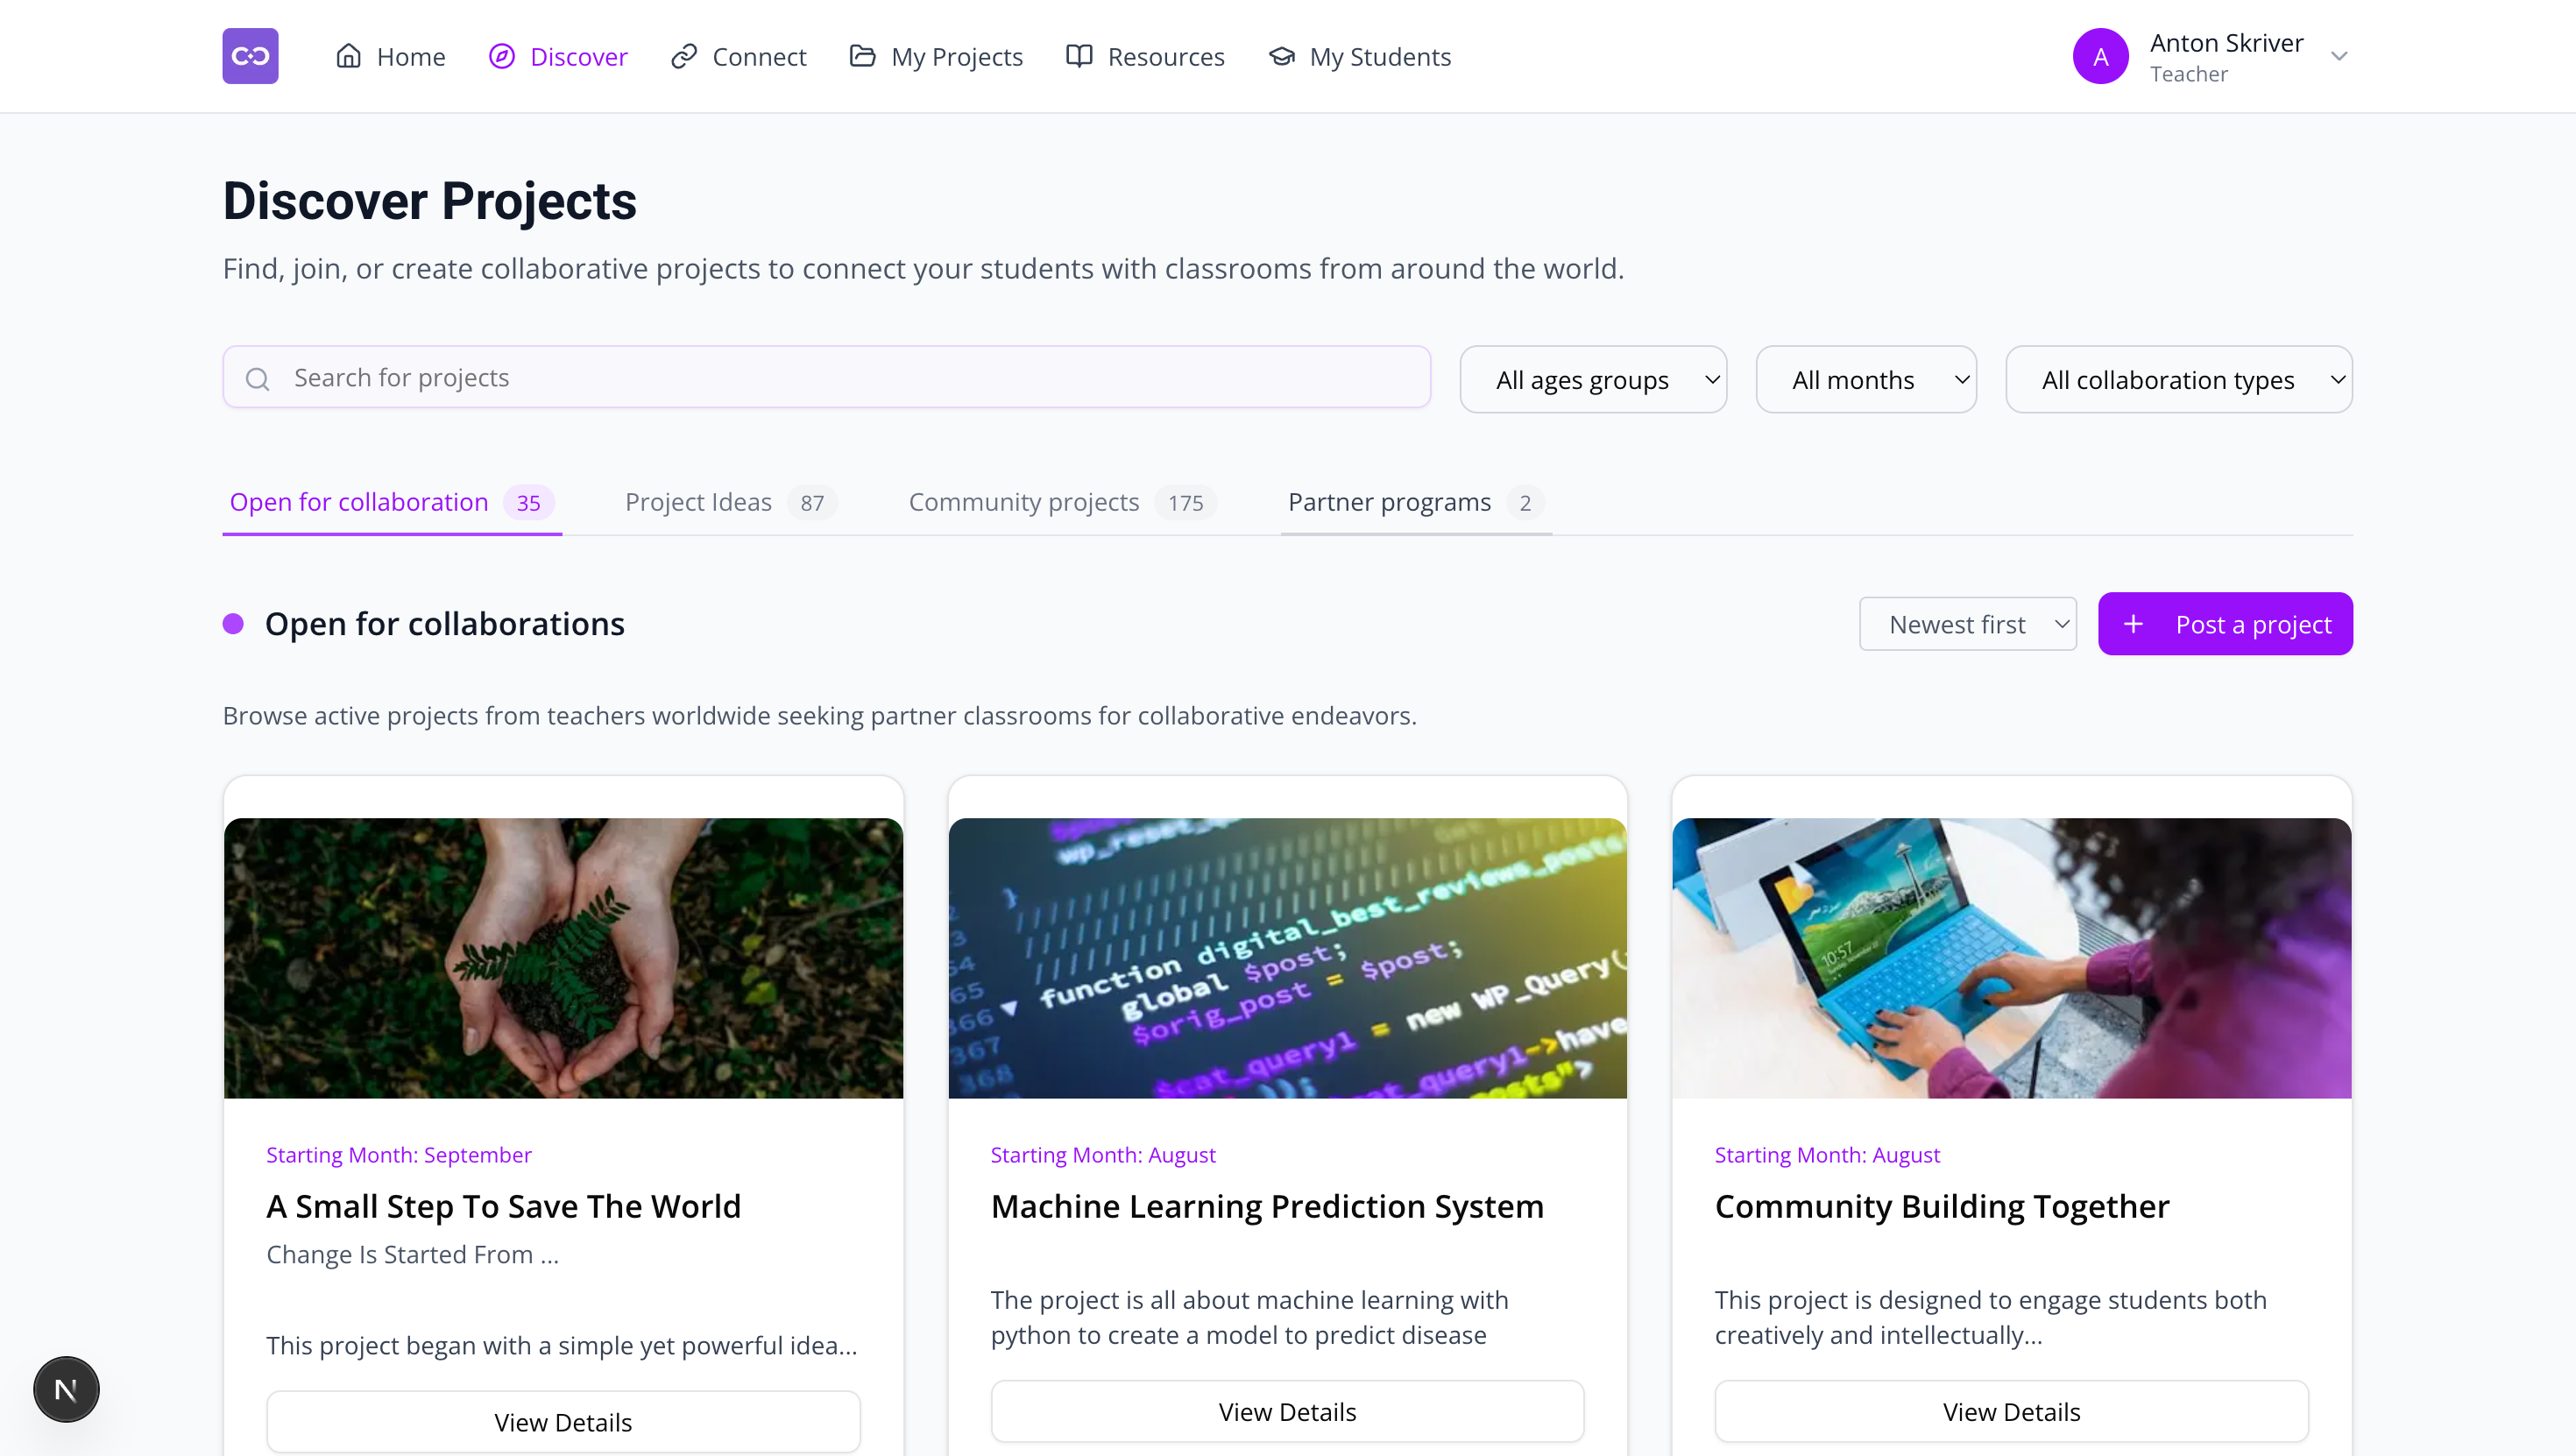 Home
Discover
Connect
My Projects
Resources
My Students
A
Anton Skriver
Teacher
Discover Projects
Find, join, or create collaborative projects to connect your students with classrooms from around the world.
Search for projects
All ages groups
All months
All collaboration types
Open for collaboration 35
Project Ideas 87
Community projects 175
Partner programs 2
Open for collaborations
Newest first
+ Post a project
Browse active projects from teachers worldwide seeking partner classrooms for collaborative endeavors.
}
function digital_best_reviews_posts
global $post;
$orig_post = $post;
365
366
367
368
$cat_query1 = new WP_Query(
10:57
Starting Month: September
A Small Step To Save The World
Change Is Started From ...
This project began with a simple yet powerful idea...
View Details
Starting Month: August
Machine Learning Prediction System
The project is all about machine learning with
python to create a model to predict disease
View Details
Starting Month: August
Community Building Together
This project is designed to engage students both
creatively and intellectually...
View Details
N